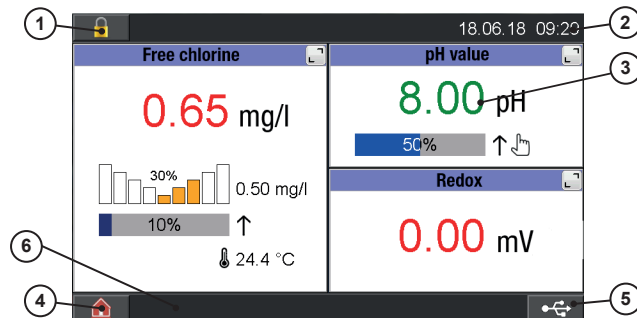 1
18.06.18 09:20
2
Free chlorine
pH value
3
0.65 mg/l
8.00 pH
50%
30%
0.50 mg/l
Redox
10%
0.00 mV
6
24.4 °C
4
5